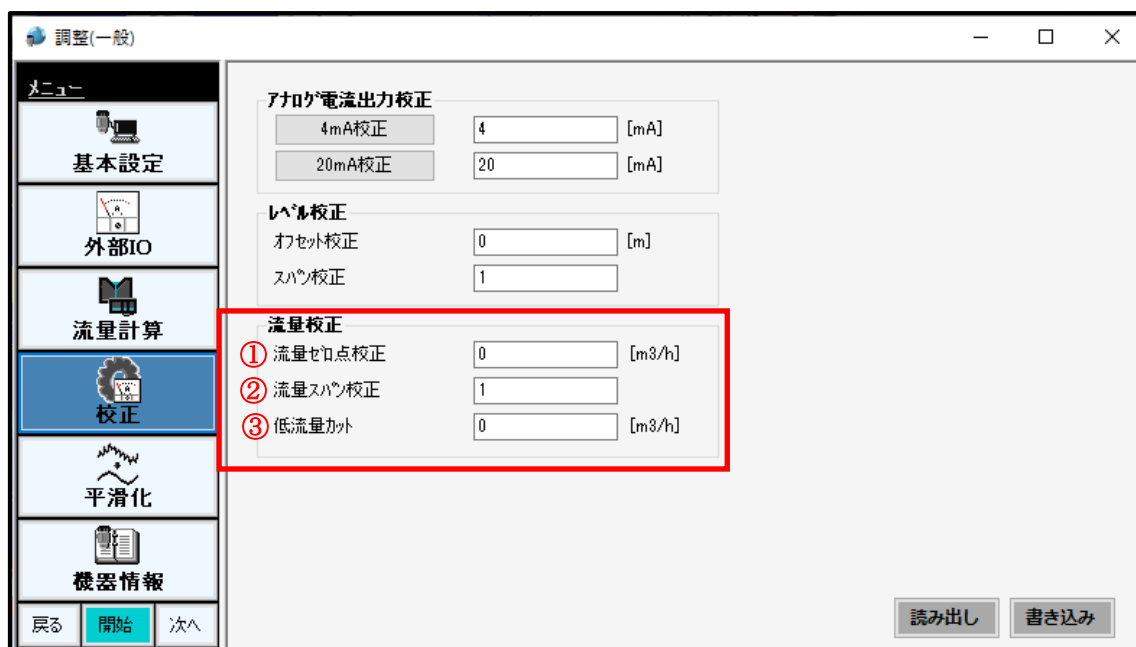 調整(一般)
メニュー
基本設定
外部IO
流量計算
校正
平滑化
機器情報
戻る 開始 次へ
ｱﾅﾛｸﾞ電流出力校正
4mA校正 4 [mA]
20mA校正 20 [mA]
ﾚﾍﾞﾙ校正
ｵﾌｾｯﾄ校正 0 [m]
ｽﾊﾟﾝ校正 1
流量校正
① 流量ｾﾞﾛ点校正 0 [m3/h]
② 流量ｽﾊﾟﾝ校正 1
③ 低流量ｶｯﾄ 0 [m3/h]
読み出し 書き込み